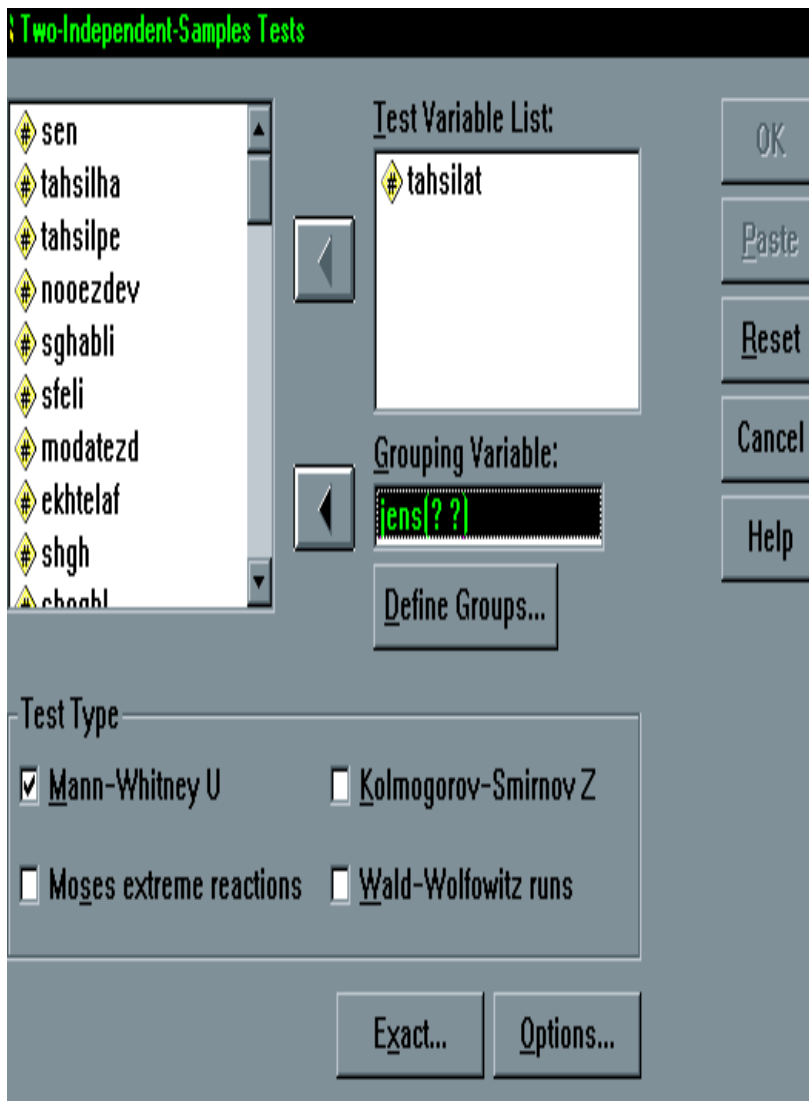 Two-Independent-Samples Tests
sen
tahsilha
tahsilpe
nooezdev
sghabli
sfeli
modatezd
ekhtelaf
shgh
Test Variable List:
tahsilat
Grouping Variable:
jens(? ?)
Define Groups...
OK
Paste
Reset
Cancel
Help
Test Type
Mann-Whitney U
Kolmogorov-Smirnov Z
Moses extreme reactions
Wald-Wolfowitz runs
Exact...
Options...